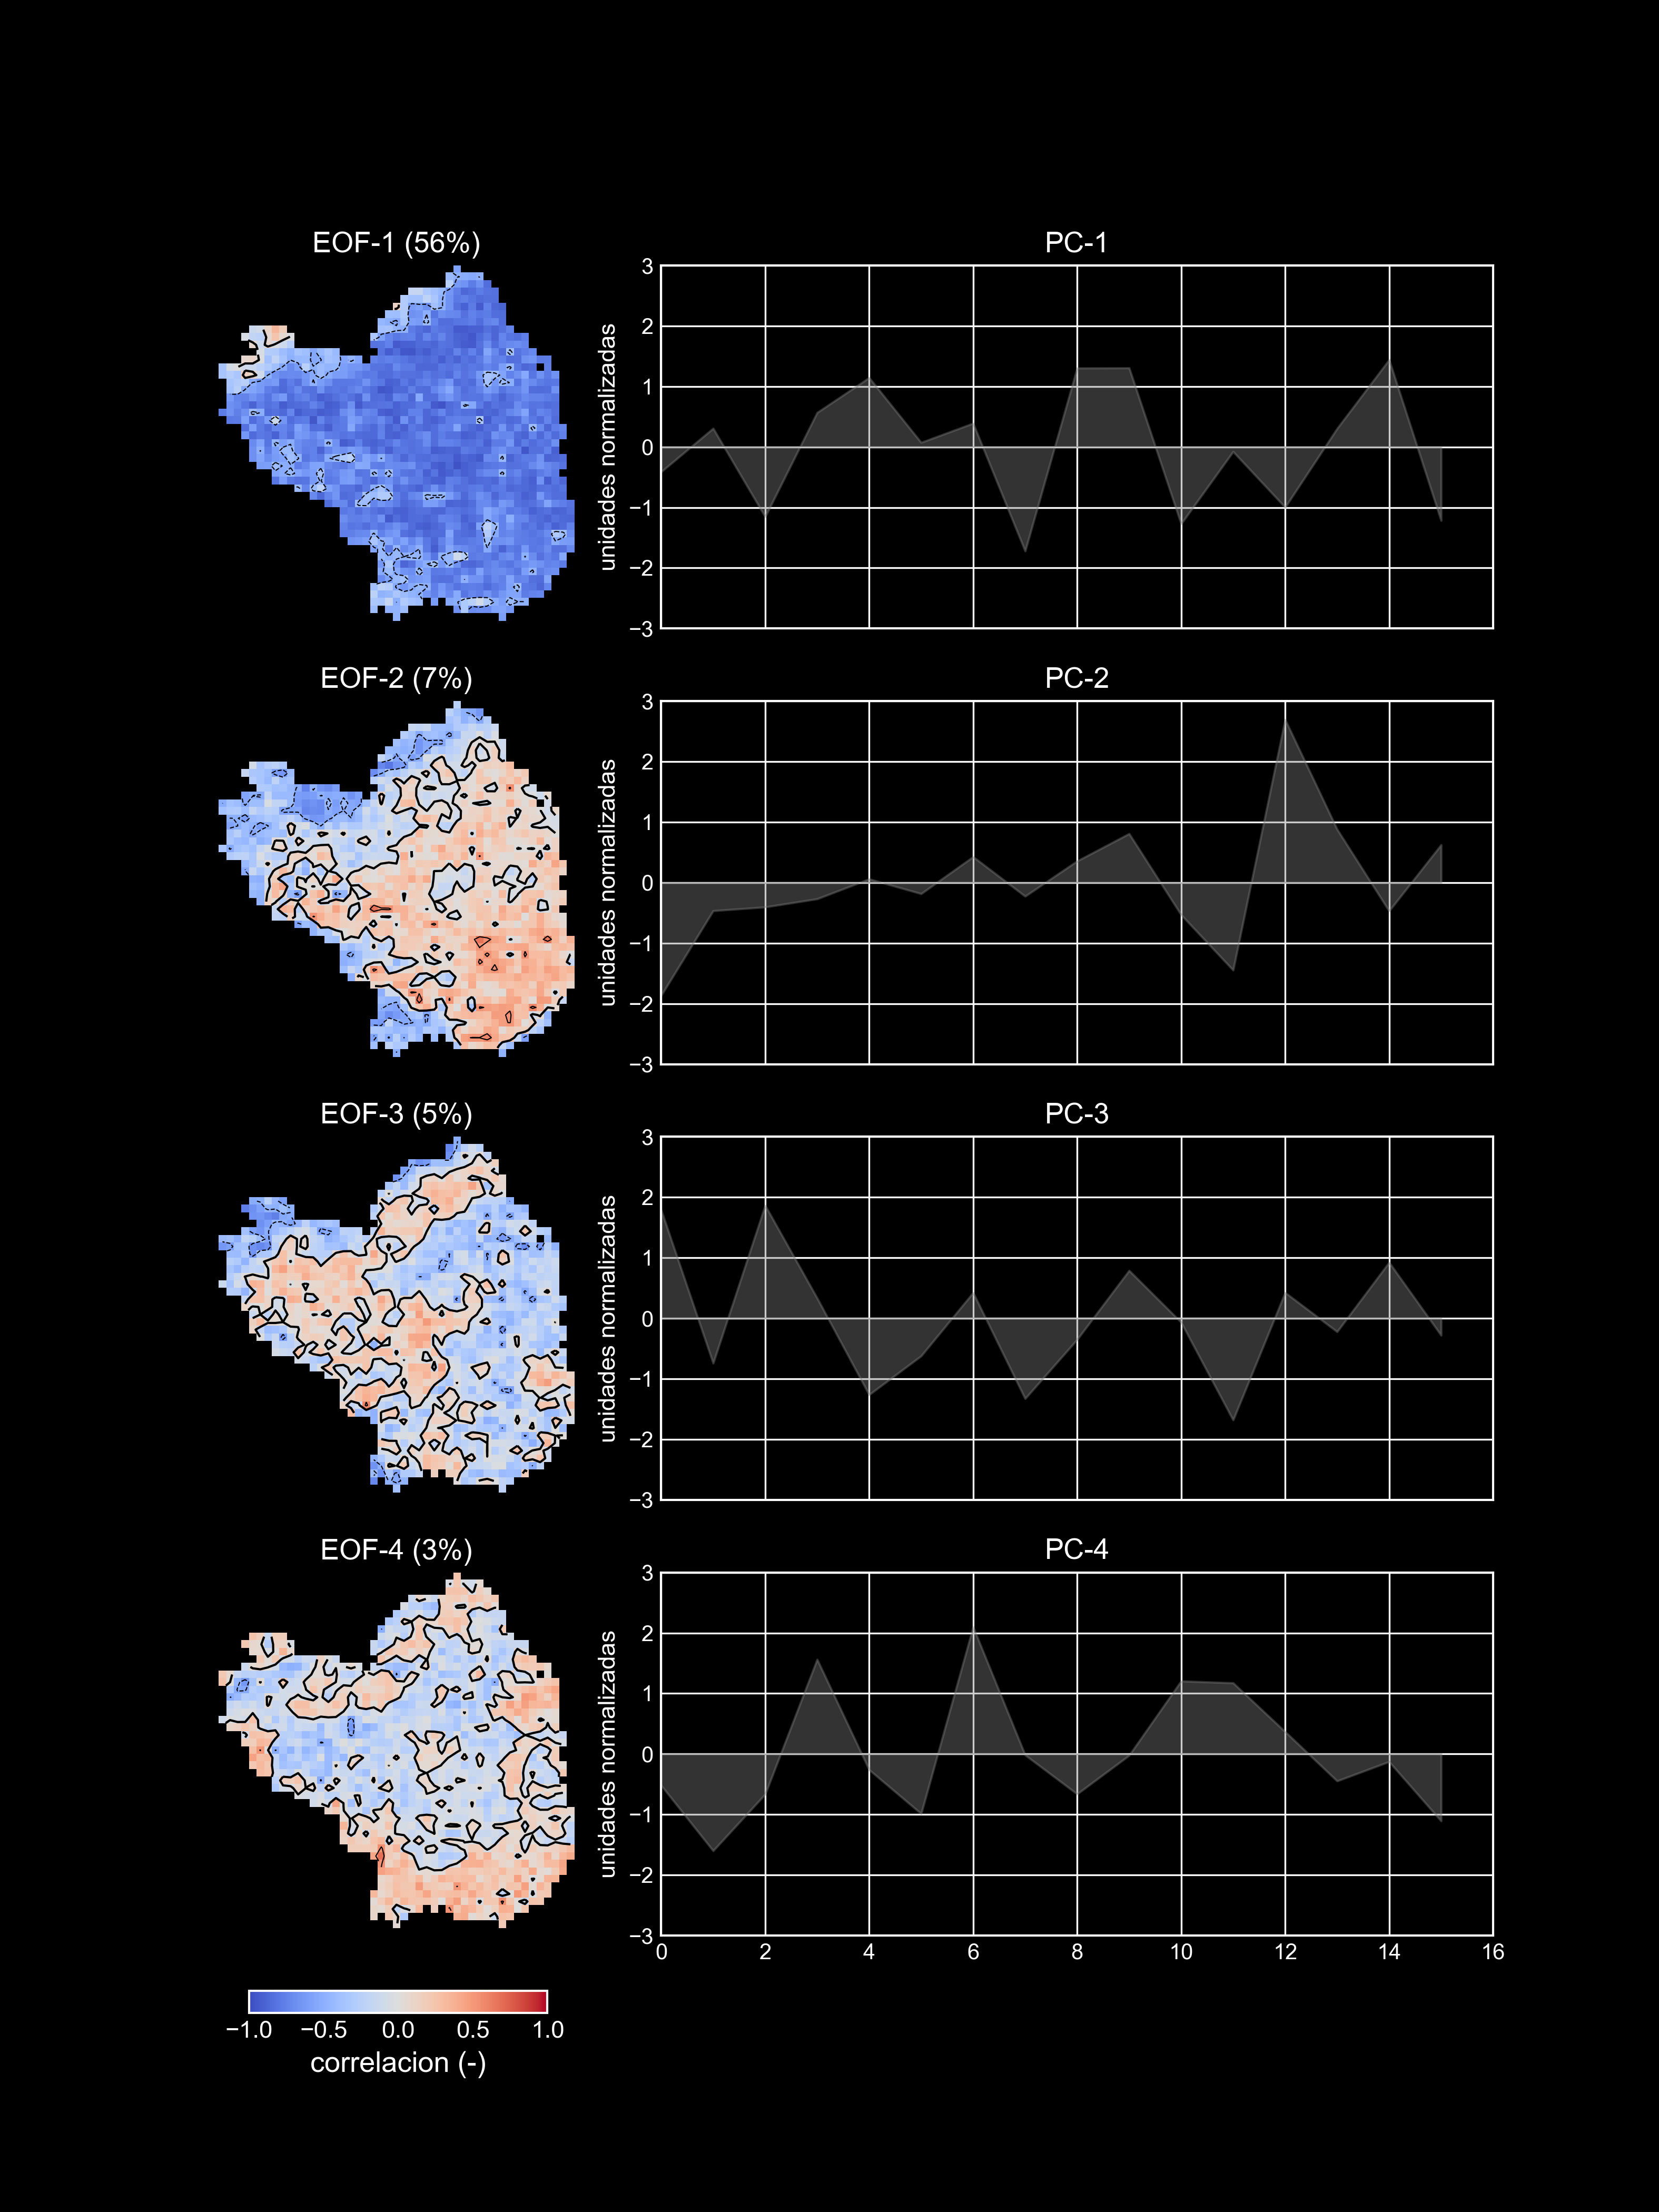 EOF-1 (56%)
PC-1
3
2
1
0
−1
−2
−3
unidades normalizadas
EOF-2 (7%)
PC-2
3
2
1
0
−1
−2
−3
unidades normalizadas
EOF-3 (5%)
PC-3
3
2
1
0
−1
−2
−3
unidades normalizadas
EOF-4 (3%)
PC-4
3
2
1
0
−1
−2
−3
unidades normalizadas
0 2 4 6 8 10 12 14 16
−1.0 −0.5 0.0 0.5 1.0
correlacion (-)